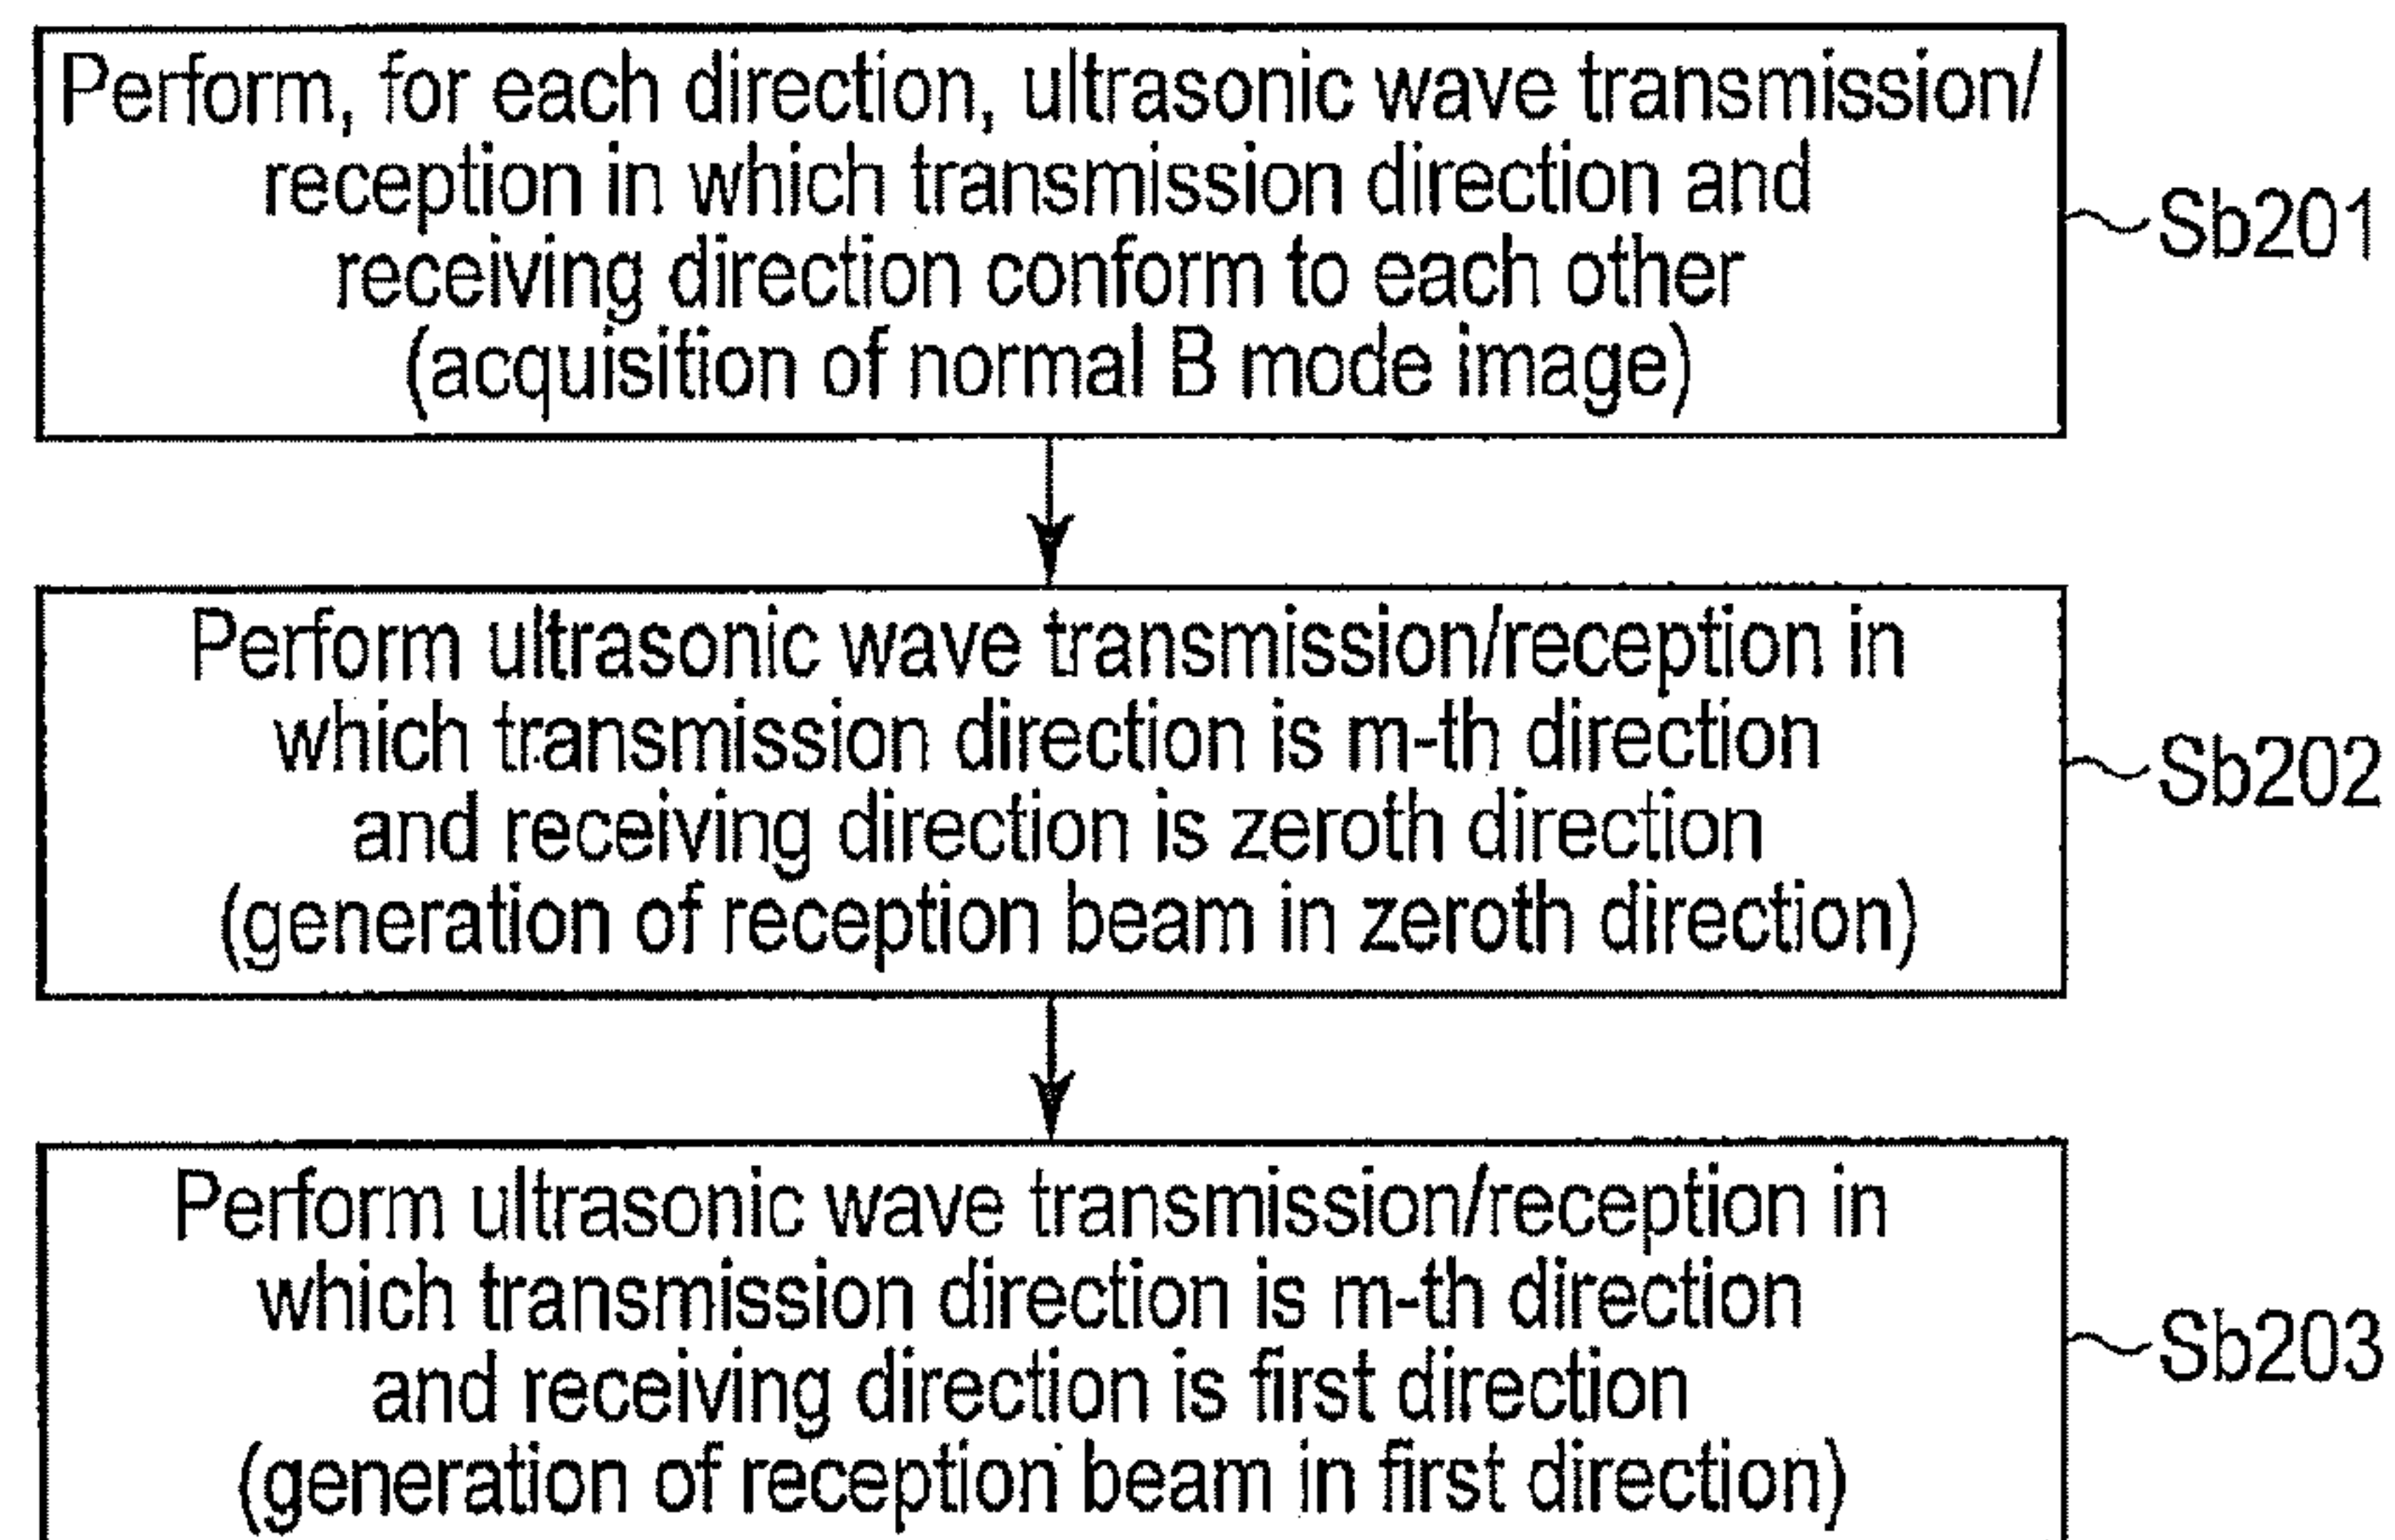 Perform, for each direction, ultrasonic wave transmission/
reception in which transmission direction and
receiving direction conform to each other
(acquisition of normal B mode image)
Sb201
Perform ultrasonic wave transmission/reception in
which transmission direction is m-th direction
and receiving direction is zeroth direction
(generation of reception beam in zeroth direction)
Sb202
Perform ultrasonic wave transmission/reception in
which transmission direction is m-th direction
and receiving direction is first direction
(generation of reception beam in first direction)
Sb203